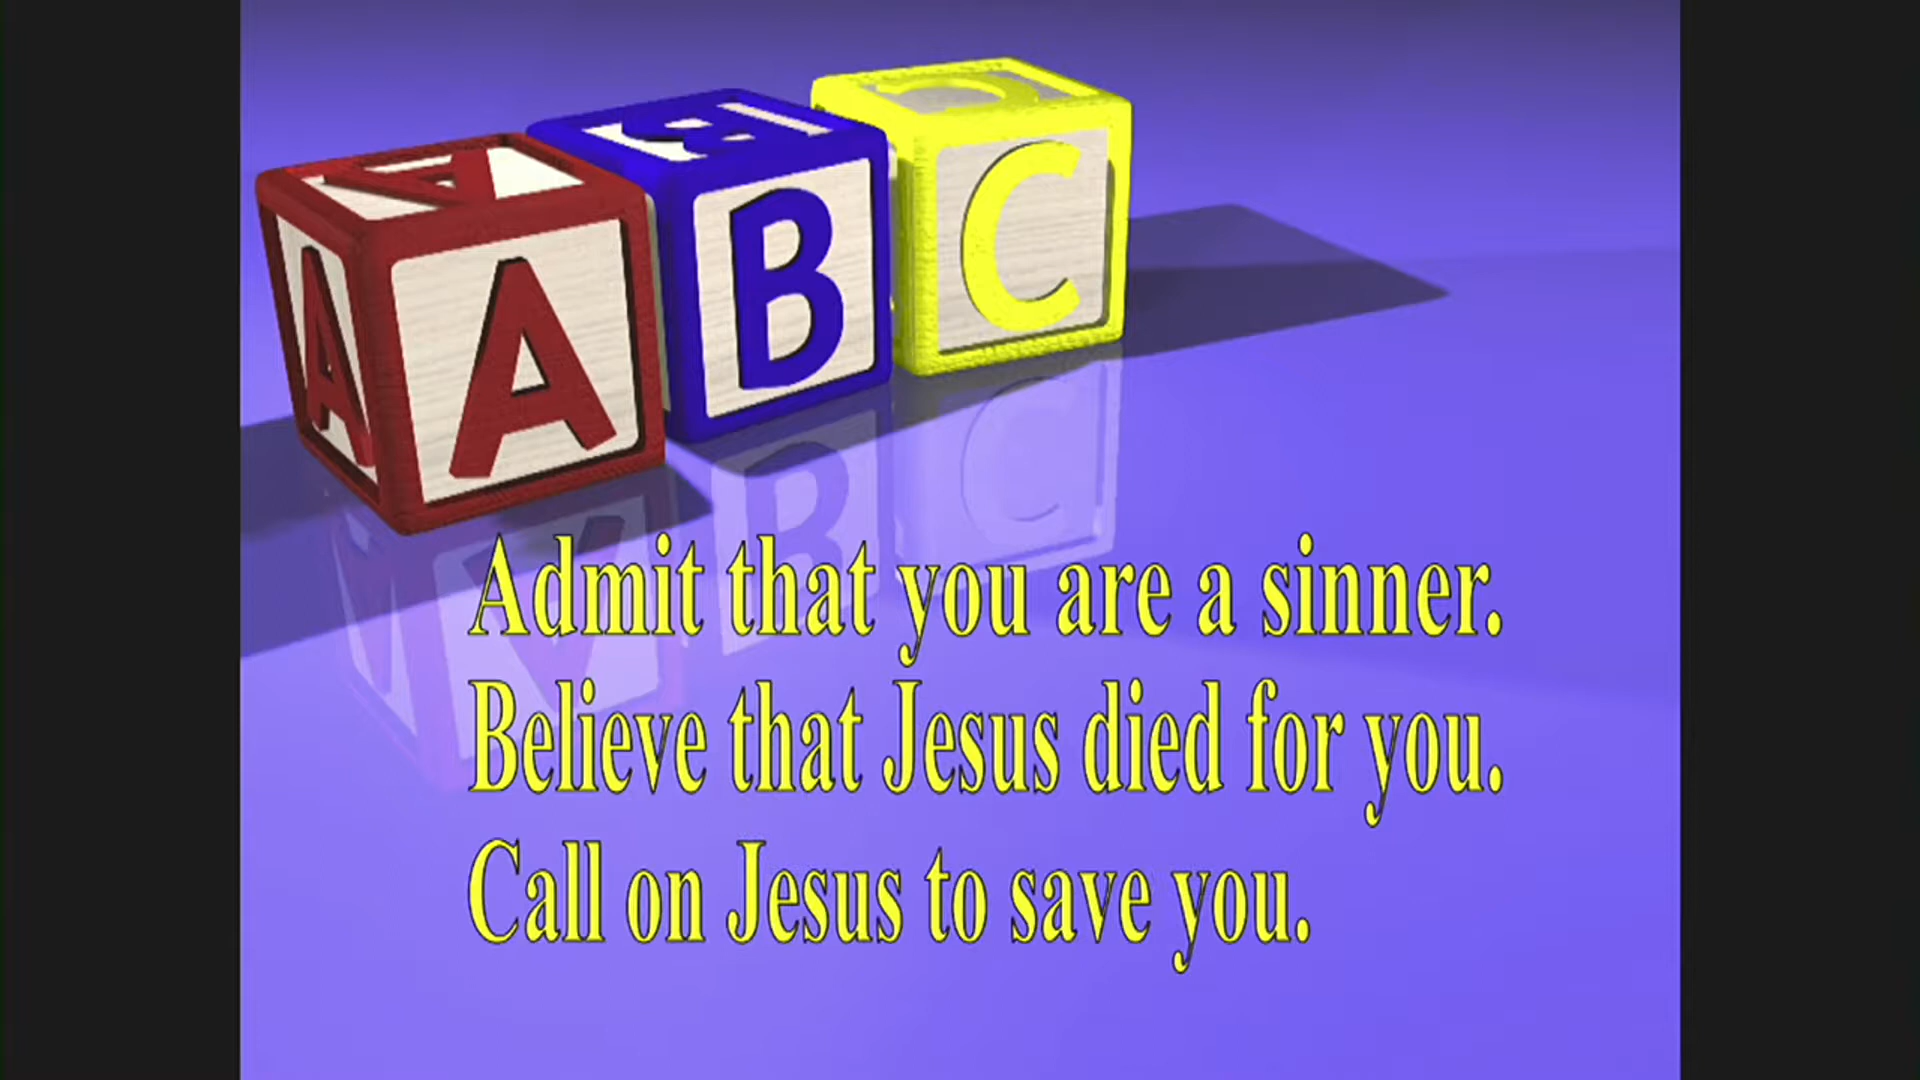 A B C
Admit that you are a sinner.
Believe that Jesus died for you.
Call on Jesus to save you.